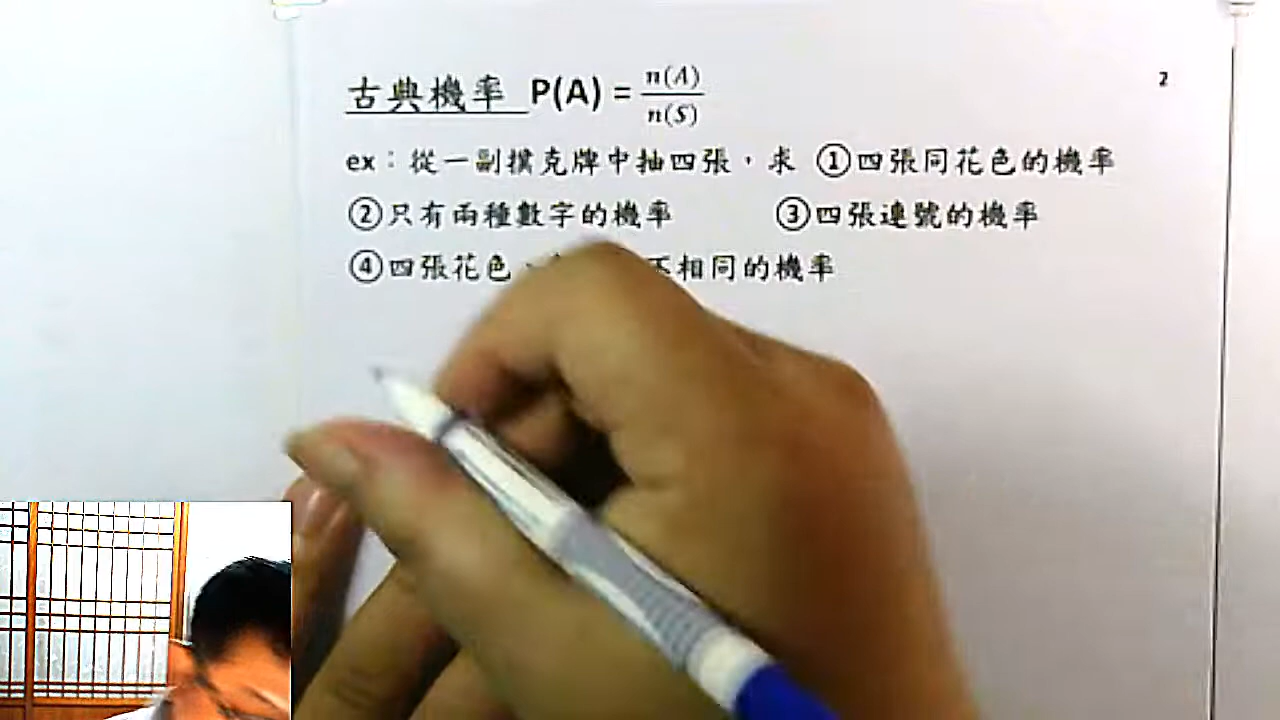 古典機率 P(A) = n(A)/n(S)
2
ex：從一副撲克牌中抽四張，求 ①四張同花色的機率
②只有兩種數字的機率 ③四張連號的機率
④四張花色、 不相同的機率